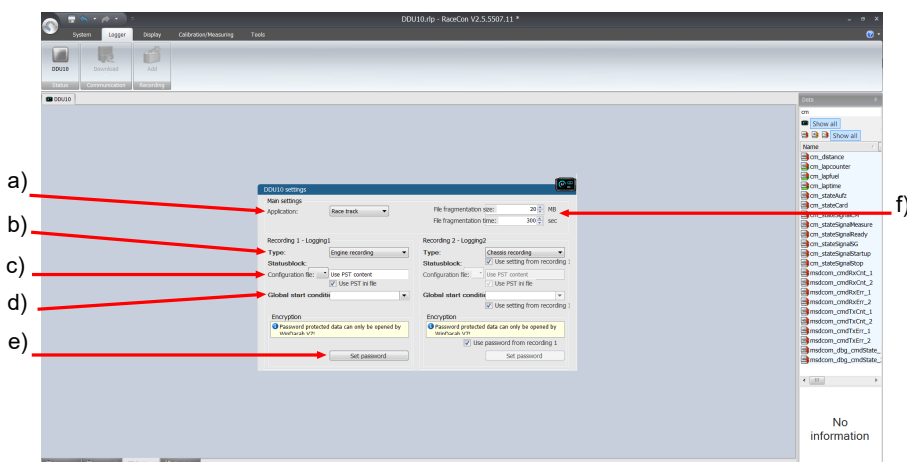 DDU10.rlp - RaceCon V2.5.5507.11 *
System Logger Display Calibration/Measuring Tools
DDU10 Download Add
Status Communication Recording
DDU10
Data
cm
Show all
Show all
Name
cm_distance
cm_lapcounter
cm_lapfuel
cm_laptime
cm_stateAufz
cm_stateCard
cm_stateSignalCM
cm_stateSignalMeasure
cm_stateSignalReady
cm_stateSignalSG
cm_stateSignalStartup
cm_stateSignalStop
msdcom_cmdRxCnt_1
msdcom_cmdRxCnt_2
msdcom_cmdRxErr_1
msdcom_cmdRxErr_2
msdcom_cmdTxCnt_1
msdcom_cmdTxCnt_2
msdcom_cmdTxErr_1
msdcom_cmdTxErr_2
msdcom_dbg_cmdState_
msdcom_dbg_cmdState_
No
information
a)
b)
c)
d)
e)
f)
DDU10 settings
Main settings
Application: Race track
File fragmentation size: 20 MB
File fragmentation time: 300 sec
Recording 1 - Logging1
Type: Engine recording
Statusblock:
Configuration file: Use PST content
Use PST ini file
Global start conditio
Encryption
Password protected data can only be opened by
WinDarab V7!
Set password
Recording 2 - Logging2
Type: Chassis recording
Statusblock: Use setting from recording 1
Configuration file: Use PST content
Use PST ini file
Global start conditio
Use setting from recording 1
Encryption
Password protected data can only be opened by
WinDarab V7!
Use password from recording 1
Set password